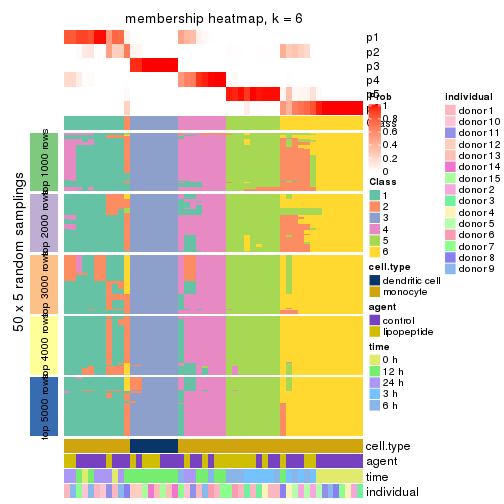 membership heatmap, k = 6
p1
p2
p3
p4
p5
Class
50 x 5 random samplings
top 1000 rows
top 2000 rows
top 3000 rows
top 4000 rows
top 5000 rows
cell.type
agent
time
individual
Prob
1
0.8
0.6
0.4
0.2
0
Class
1
2
3
4
5
6
cell.type
dendritic cell
monocyte
agent
control
lipopeptide
time
0 h
12 h
24 h
3 h
6 h
individual
donor 1
donor 10
donor 11
donor 12
donor 13
donor 14
donor 15
donor 2
donor 3
donor 4
donor 5
donor 6
donor 7
donor 8
donor 9